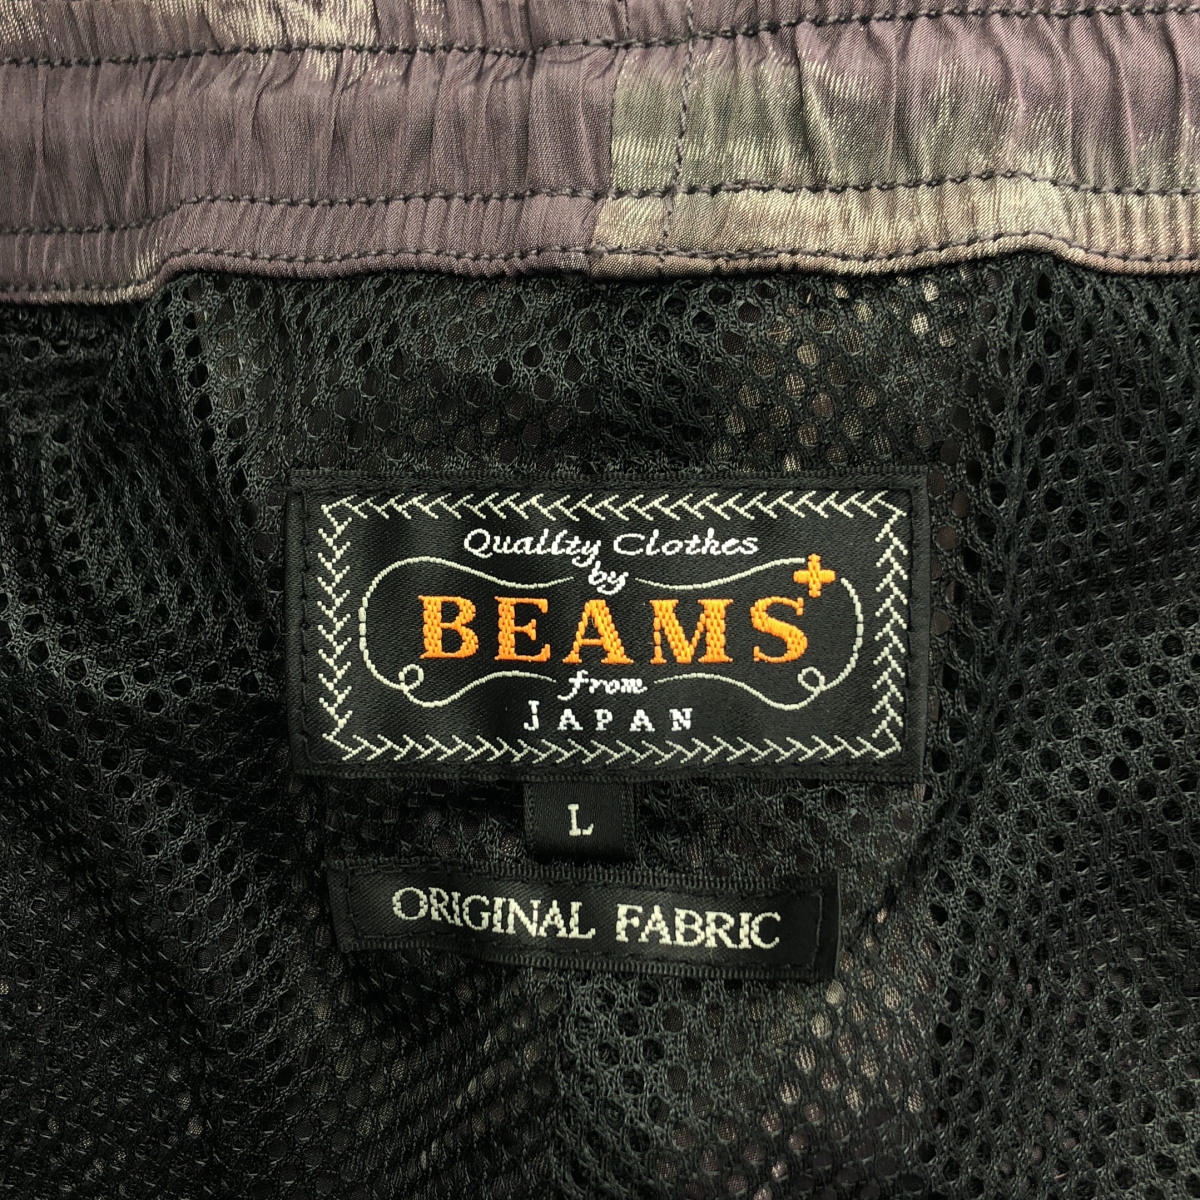 Quality Clothes
by
BEAMS+
from
JAPAN
L
ORIGINAL FABRIC